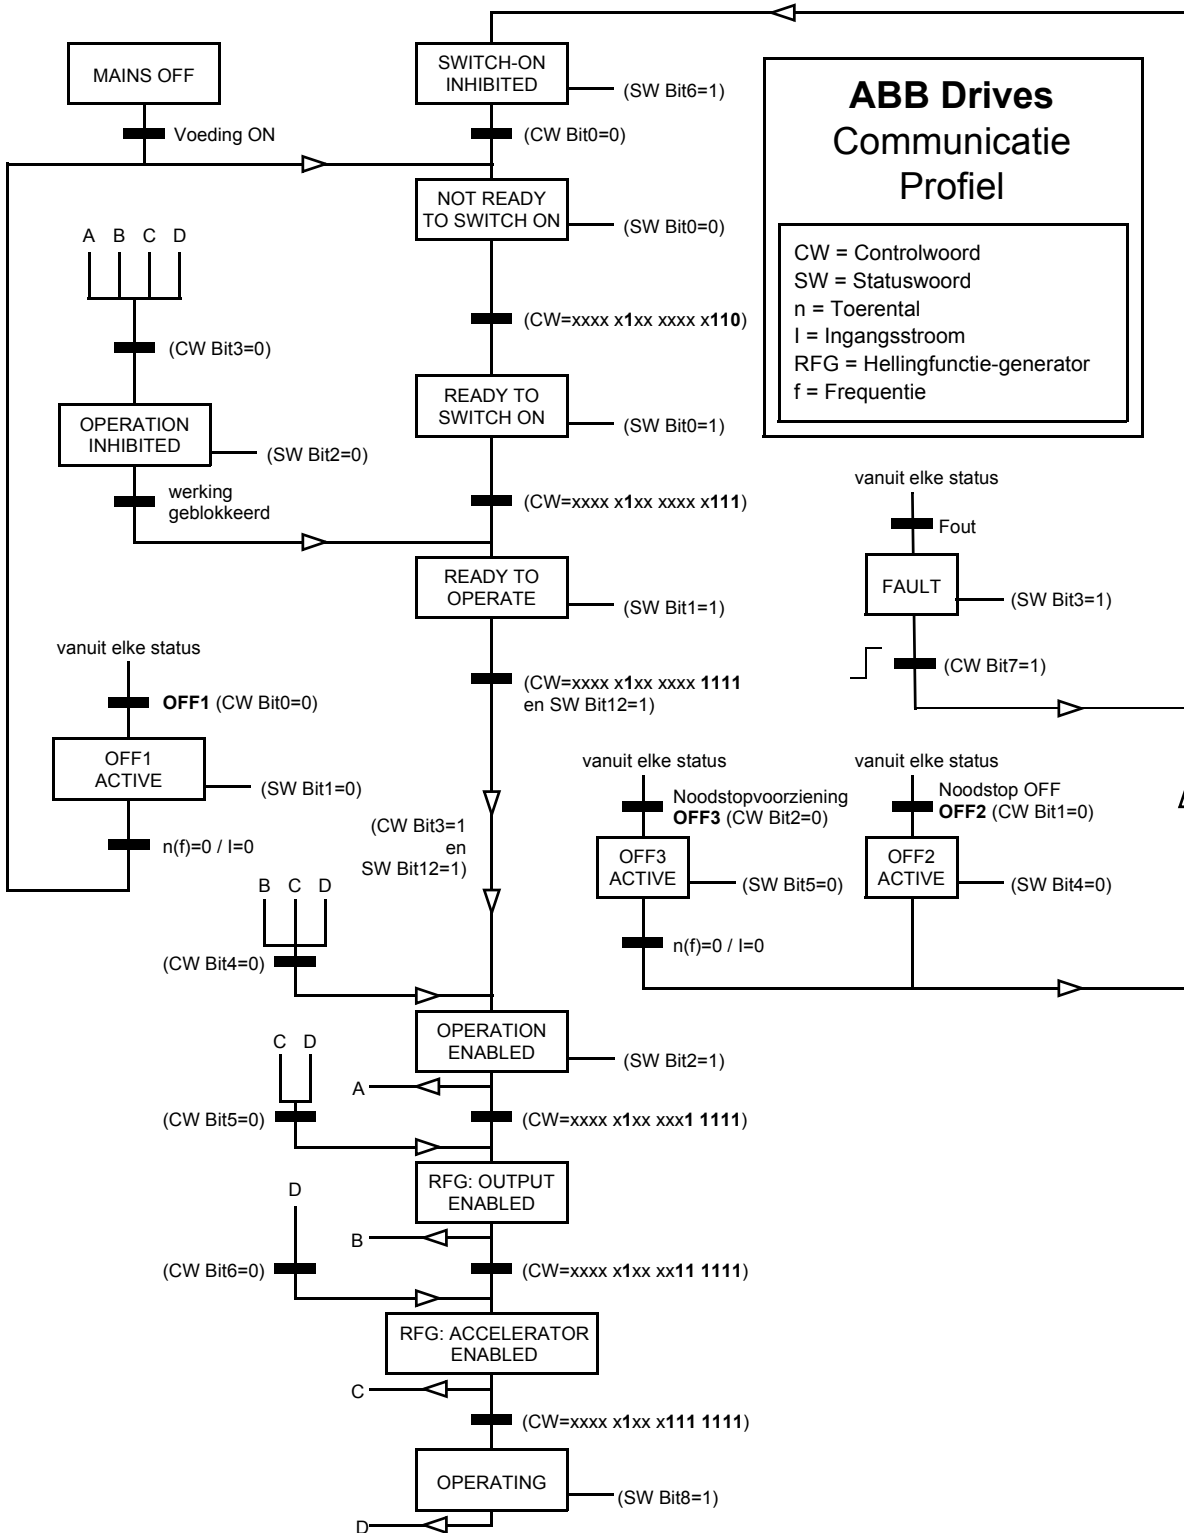 MAINS OFF
Voeding ON
SWITCH-ON
INHIBITED
(SW Bit6=1)
(CW Bit0=0)
ABB Drives
Communicatie
Profiel
CW = Controlwoord
SW = Statuswoord
n = Toerental
I = Ingangsstroom
RFG = Hellingfunctie-generator
f = Frequentie
NOT READY
TO SWITCH ON
(SW Bit0=0)
A B C D
(CW Bit3=0)
(CW=xxxx x1xx xxxx x110)
OPERATION
INHIBITED
(SW Bit2=0)
werking
geblokkeerd
READY TO
SWITCH ON
(SW Bit0=1)
(CW=xxxx x1xx xxxx x111)
vanuit elke status
Fout
FAULT
(SW Bit3=1)
(CW Bit7=1)
READY TO
OPERATE
(SW Bit1=1)
(CW=xxxx x1xx xxxx 1111
en SW Bit12=1)
vanuit elke status
OFF1 (CW Bit0=0)
OFF1
ACTIVE
(SW Bit1=0)
n(f)=0 / I=0
(CW Bit3=1
en
SW Bit12=1)
vanuit elke status
Noodstopvoorziening
OFF3 (CW Bit2=0)
OFF3
ACTIVE
(SW Bit5=0)
n(f)=0 / I=0
vanuit elke status
Noodstop OFF
OFF2 (CW Bit1=0)
OFF2
ACTIVE
(SW Bit4=0)
B C D
(CW Bit4=0)
OPERATION
ENABLED
(SW Bit2=1)
A
C D
(CW Bit5=0)
(CW=xxxx x1xx xxx1 1111)
RFG: OUTPUT
ENABLED
B
D
(CW Bit6=0)
(CW=xxxx x1xx xx11 1111)
RFG: ACCELERATOR
ENABLED
C
(CW=xxxx x1xx x111 1111)
OPERATING
(SW Bit8=1)
D